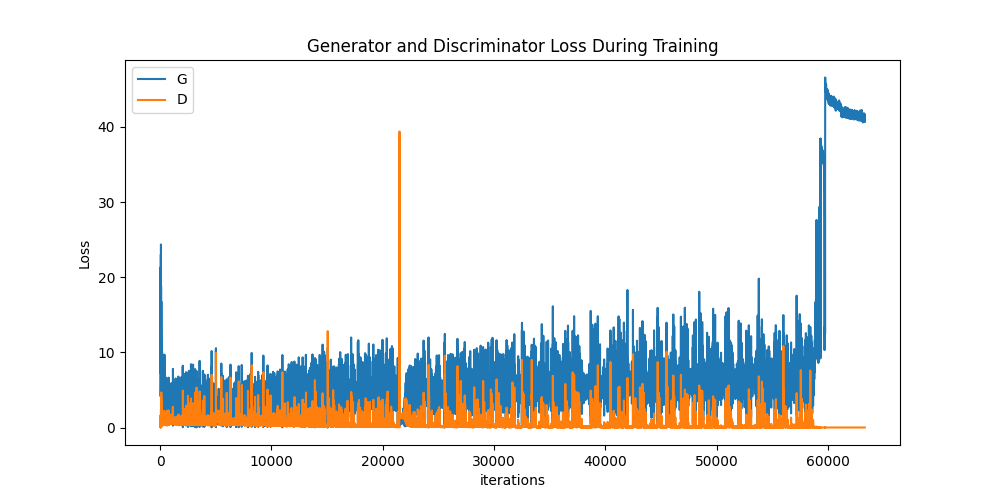 Generator and Discriminator Loss During Training
G
D
Loss
40
30
20
10
0
0 10000 20000 30000 40000 50000 60000
iterations